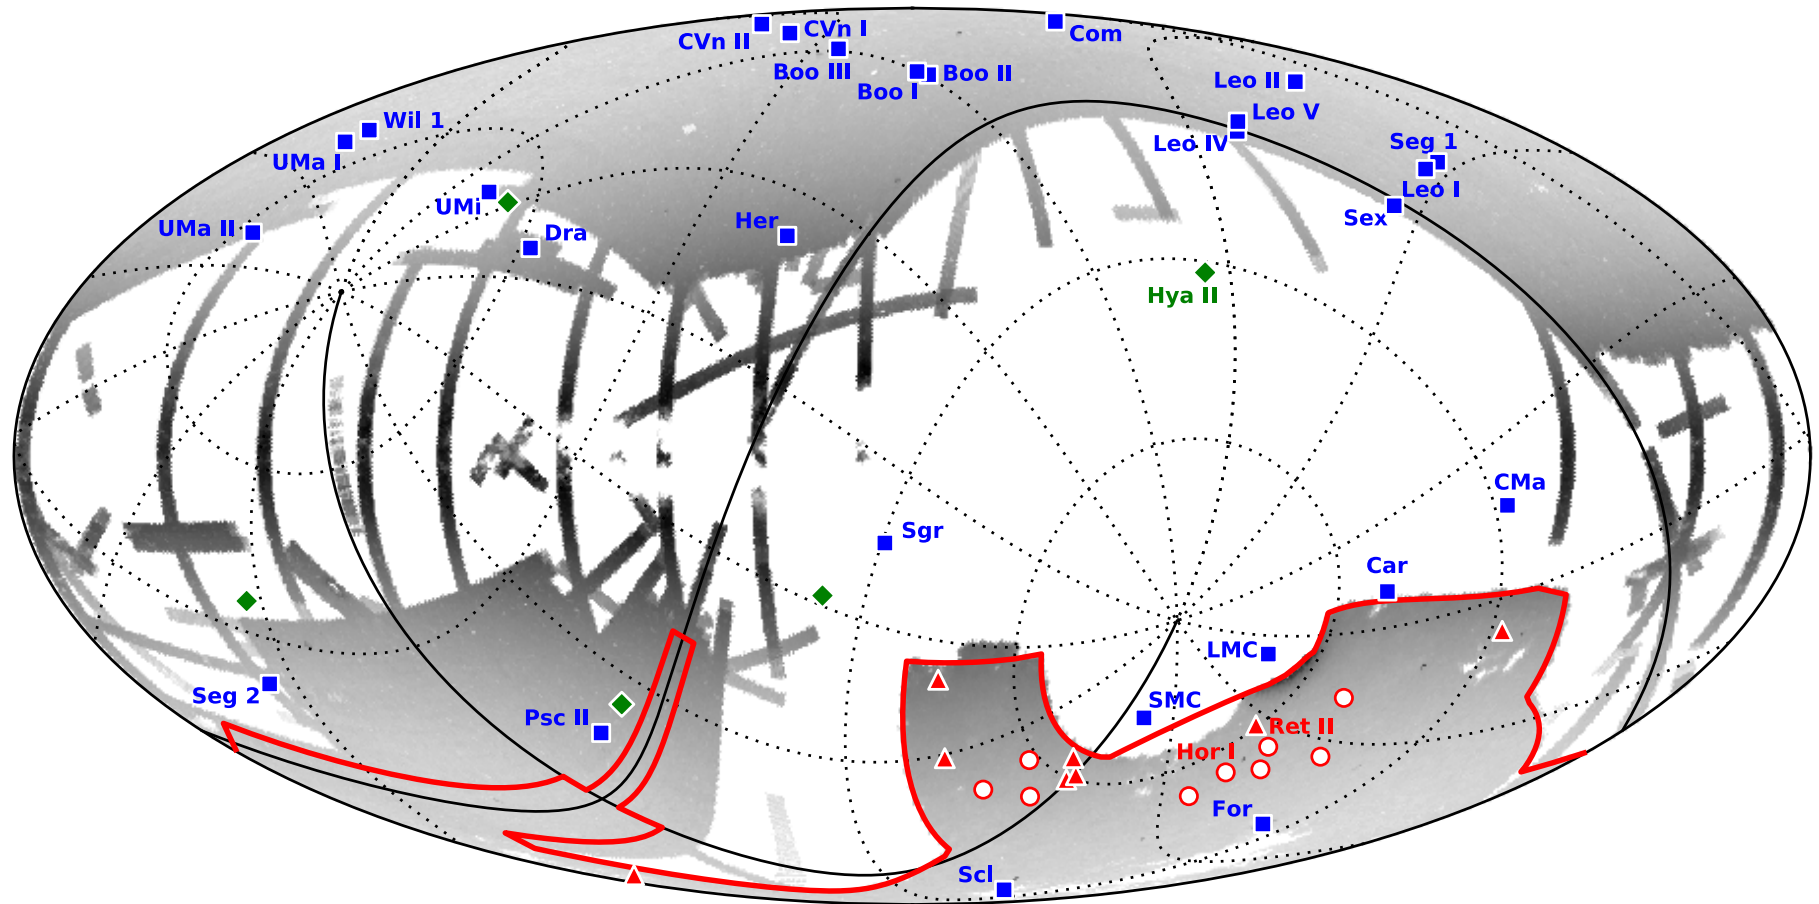 CVn II
CVn I
Com
Boo III
Boo II
Boo I
Leo II
Leo V
Wil 1
UMa I
Leo IV
Seg 1
Leo I
UMi
Sex
UMa II
Dra
Her
Hya II
CMa
Sgr
Car
LMC
Seg 2
Psc II
SMC
Ret II
Hor I
For
Scl